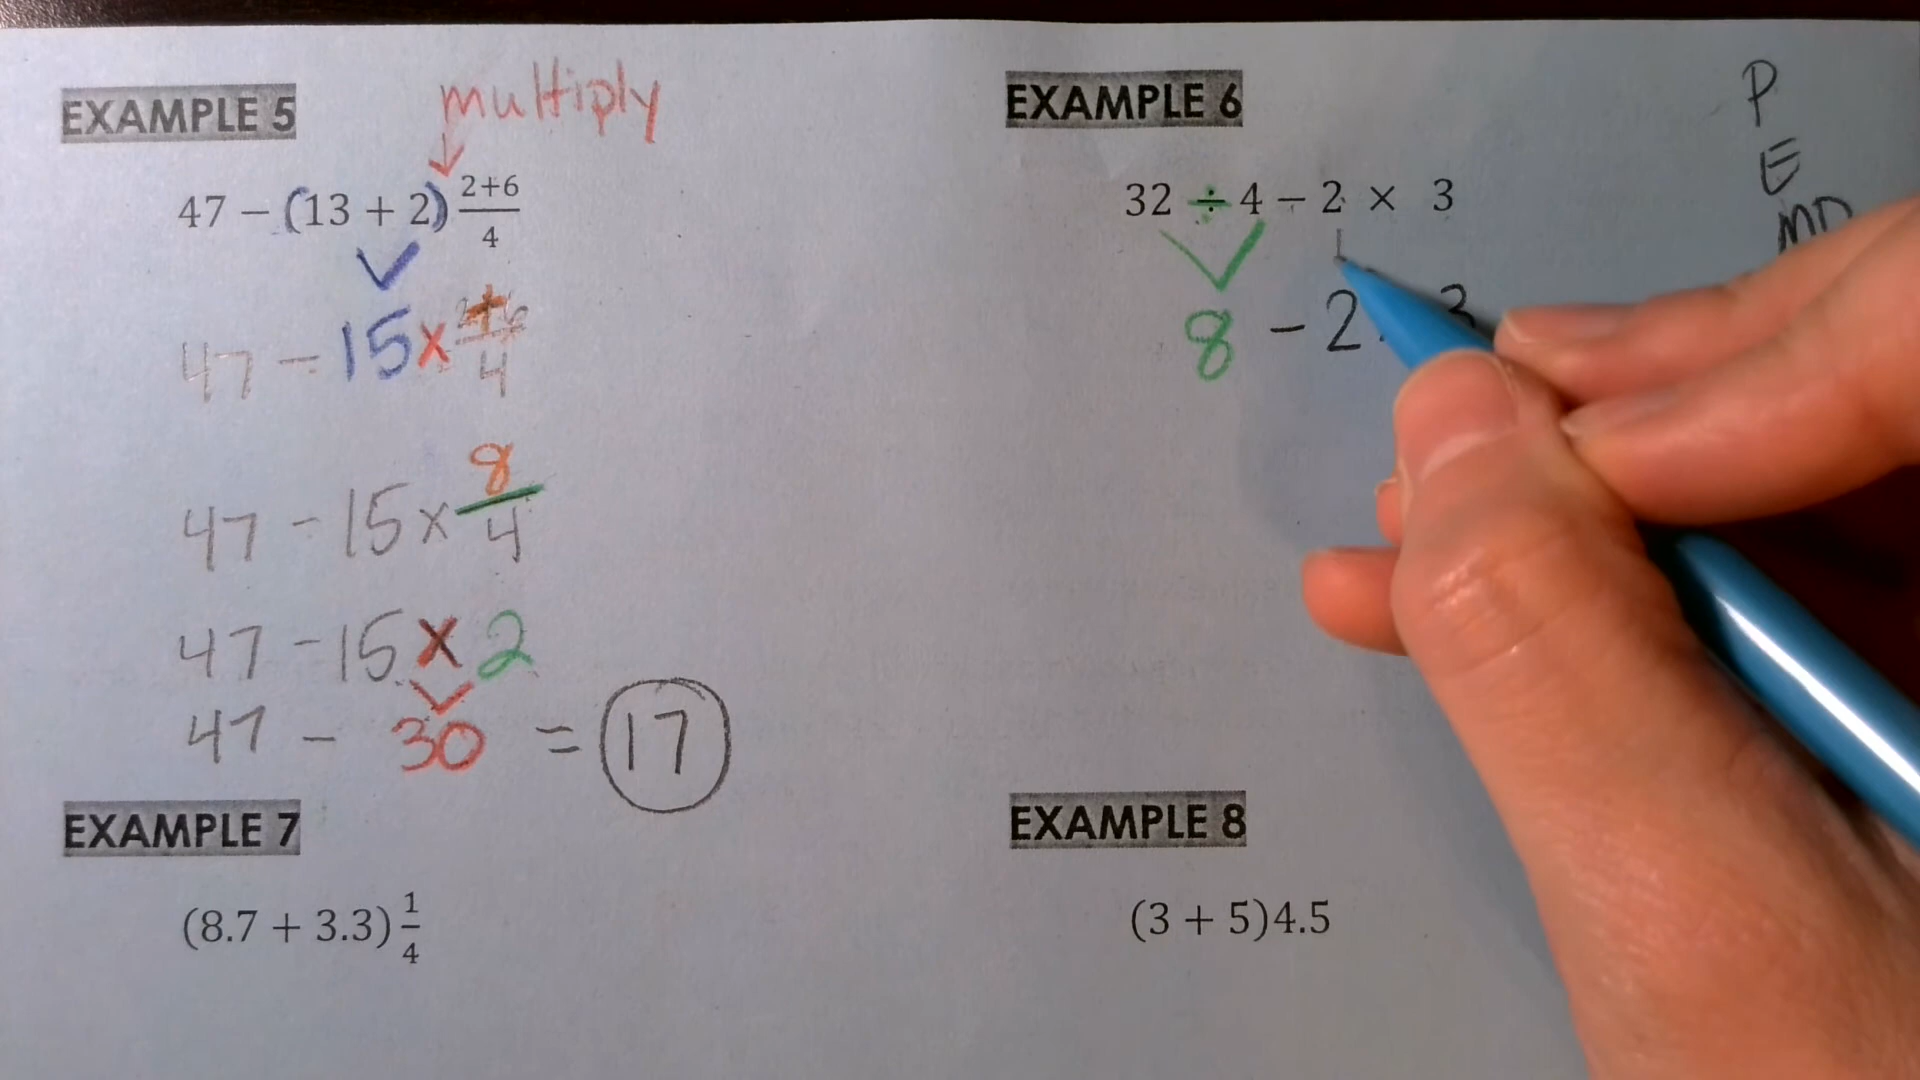 EXAMPLE 5
multiply
47 − (13 + 2) 2+6/4
47 − 15 × 2+6/4
47 − 15 × 8/4
47 − 15 × 2
47 − 30 = 17
EXAMPLE 6
32 ÷ 4 − 2 × 3
8 − 2 3
P
E
MD
EXAMPLE 7
(8.7 + 3.3) 1/4
EXAMPLE 8
(3 + 5)4.5